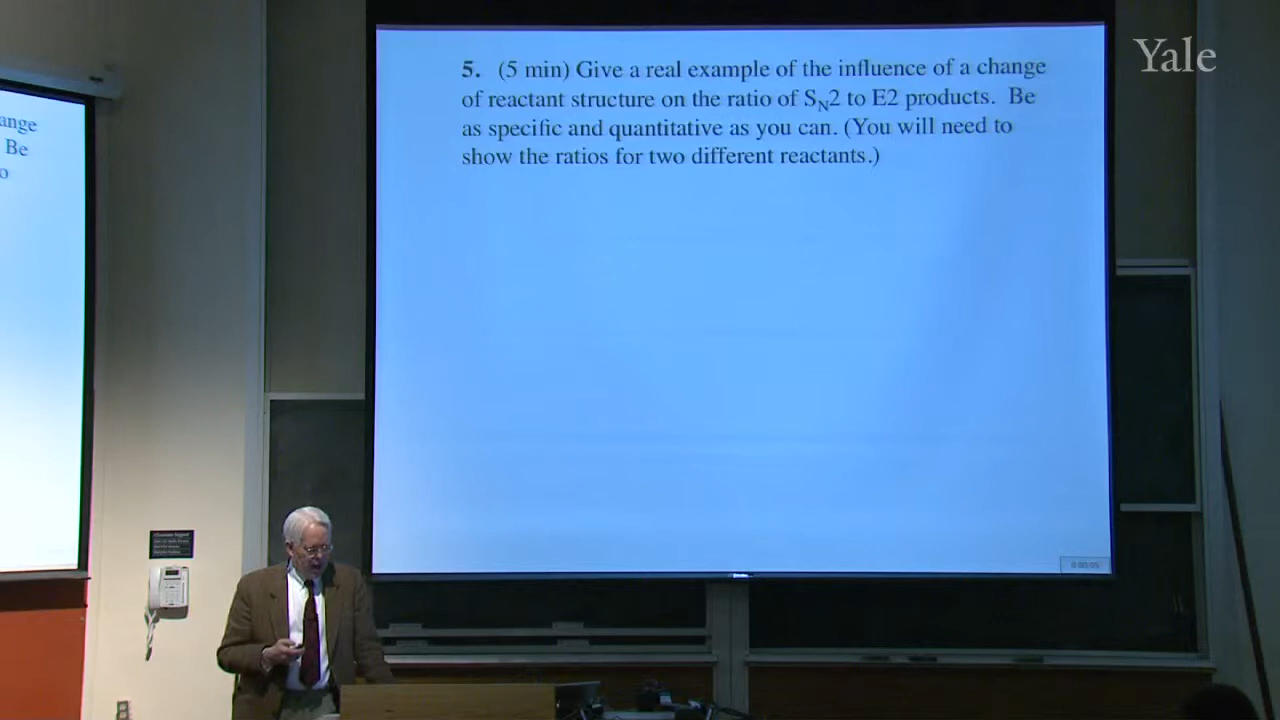 ange
Be
o
5. (5 min) Give a real example of the influence of a change
of reactant structure on the ratio of SN2 to E2 products. Be
as specific and quantitative as you can. (You will need to
show the ratios for two different reactants.)
Yale